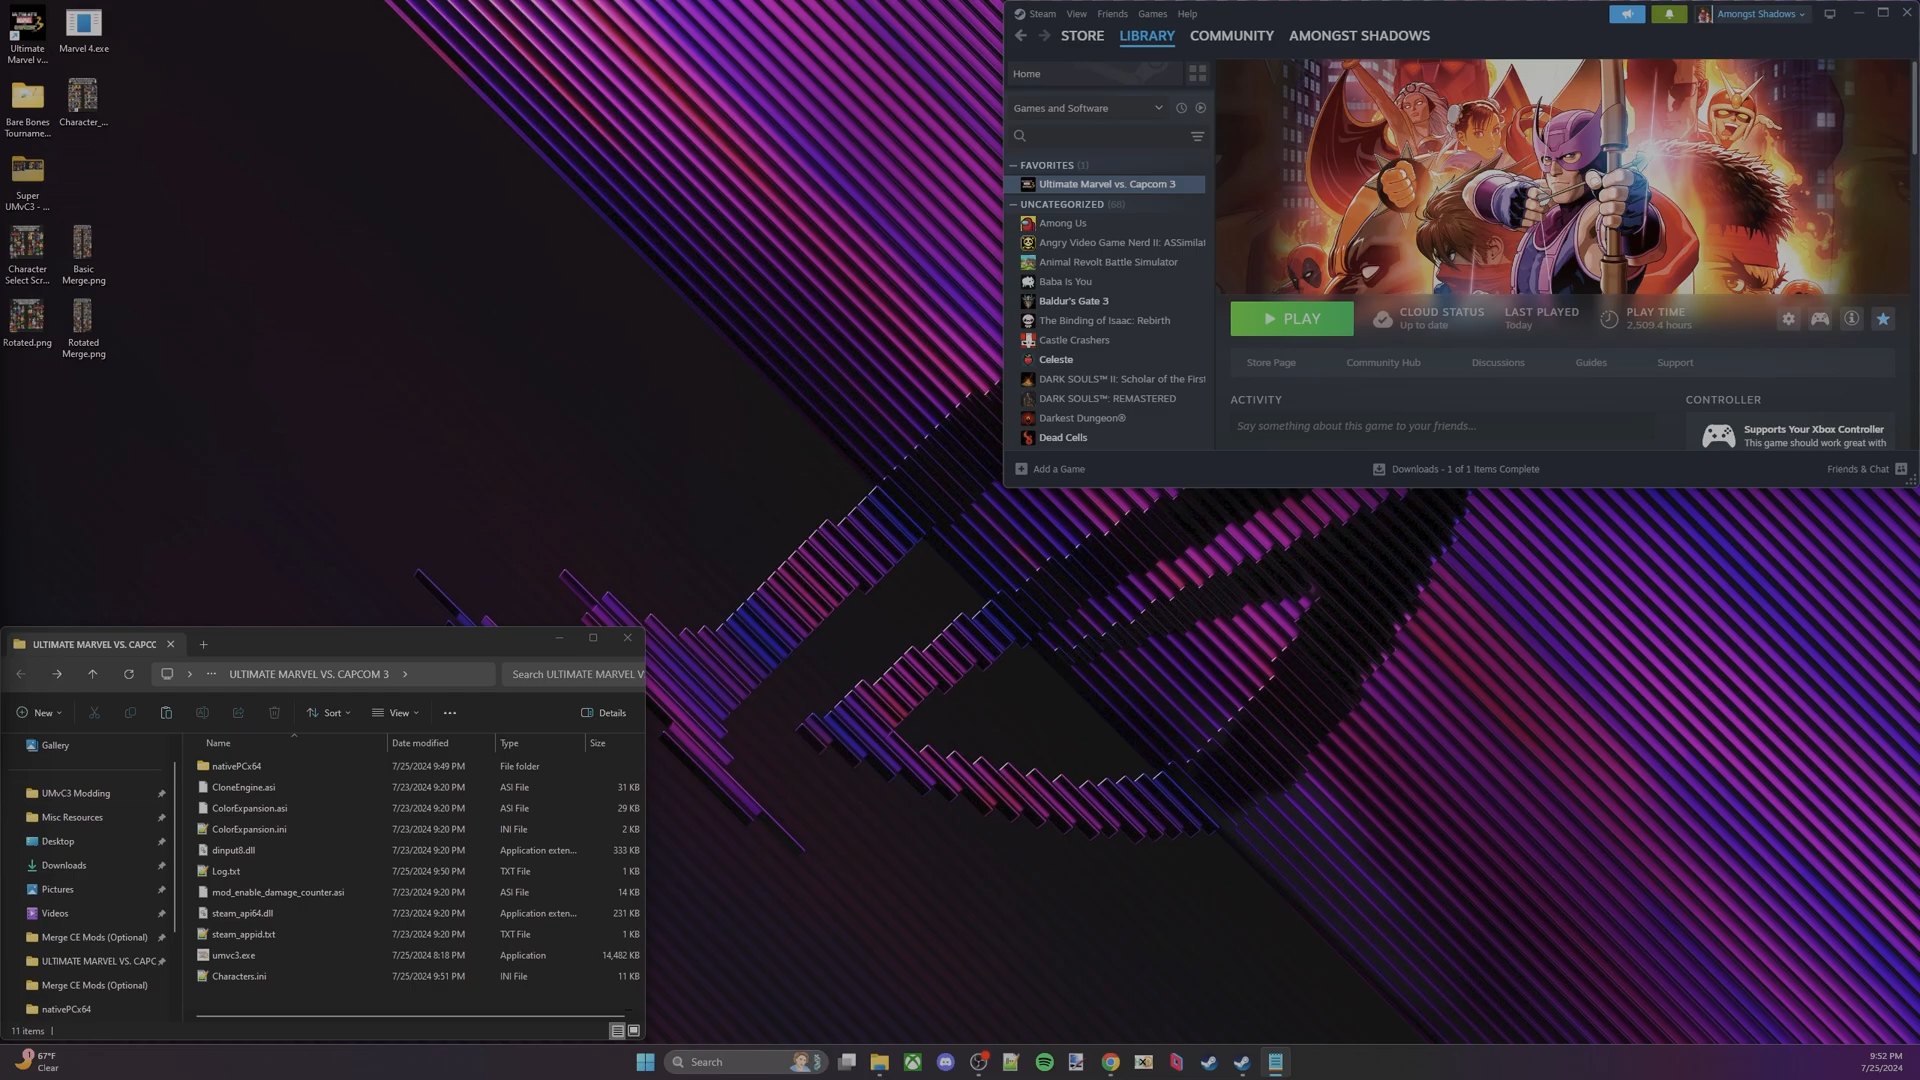 Ultimate
Marvel v...
Marvel 4.exe
Bare Bones
Tourname...
Character_...
Super
UMvC3 - ...
Character
Select Scr...
Basic
Merge.png
Rotated.png
Rotated
Merge.png
Steam View Friends Games Help
Amongst Shadows
STORE LIBRARY COMMUNITY AMONGST SHADOWS
Home
Games and Software
FAVORITES (1)
Ultimate Marvel vs. Capcom 3
UNCATEGORIZED (68)
Among Us
Angry Video Game Nerd II: ASSimilat
Animal Revolt Battle Simulator
Baba Is You
Baldur's Gate 3
The Binding of Isaac: Rebirth
Castle Crashers
Celeste
DARK SOULS™ II: Scholar of the First
DARK SOULS™: REMASTERED
Darkest Dungeon®
Dead Cells
PLAY
CLOUD STATUS
Up to date
LAST PLAYED
Today
PLAY TIME
2,509.4 hours
Store Page Community Hub Discussions Guides Support
ACTIVITY
Say something about this game to your friends...
CONTROLLER
Supports Your Xbox Controller
This game should work great with
Add a Game
Downloads - 1 of 1 Items Complete
Friends & Chat
ULTIMATE MARVEL VS. CAPCC
ULTIMATE MARVEL VS. CAPCOM 3
Search ULTIMATE MARVEL V
New Sort View Details
Gallery
UMvC3 Modding
Misc Resources
Desktop
Downloads
Pictures
Videos
Merge CE Mods (Optional)
ULTIMATE MARVEL VS. CAPC
Merge CE Mods (Optional)
nativePCx64
Name Date modified Type Size
nativePCx64 7/25/2024 9:49 PM File folder
CloneEngine.asi 7/23/2024 9:20 PM ASI File 31 KB
ColorExpansion.asi 7/23/2024 9:20 PM ASI File 29 KB
ColorExpansion.ini 7/23/2024 9:20 PM INI File 2 KB
dinput8.dll 7/23/2024 9:20 PM Application exten... 333 KB
Log.txt 7/25/2024 9:50 PM TXT File 1 KB
mod_enable_damage_counter.asi 7/23/2024 9:20 PM ASI File 14 KB
steam_api64.dll 7/23/2024 9:20 PM Application exten... 231 KB
steam_appid.txt 7/23/2024 9:20 PM TXT File 1 KB
umvc3.exe 7/25/2024 8:18 PM Application 14,482 KB
Characters.ini 7/25/2024 9:51 PM INI File 11 KB
11 items
1
67°F
Clear
Search
9:52 PM
7/25/2024